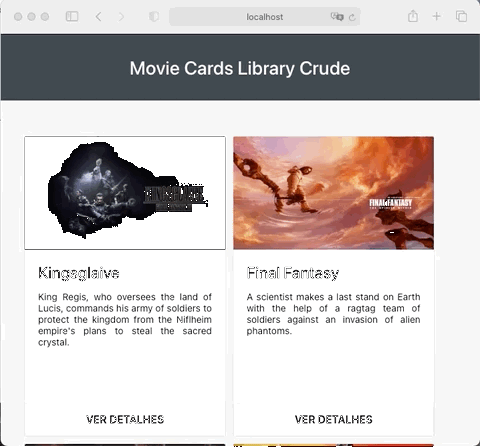 localhost
Movie Cards Library Crude
FINAL FANTASY
Kingsglaive
King Regis, who oversees the land of
Lucis, commands his army of soldiers to
protect the kingdom from the Niflheim
empire's plans to steal the sacred
crystal.
VER DETALHES
Final Fantasy
A scientist makes a last stand on Earth
with the help of a ragtag team of
soldiers against an invasion of alien
phantoms.
VER DETALHES